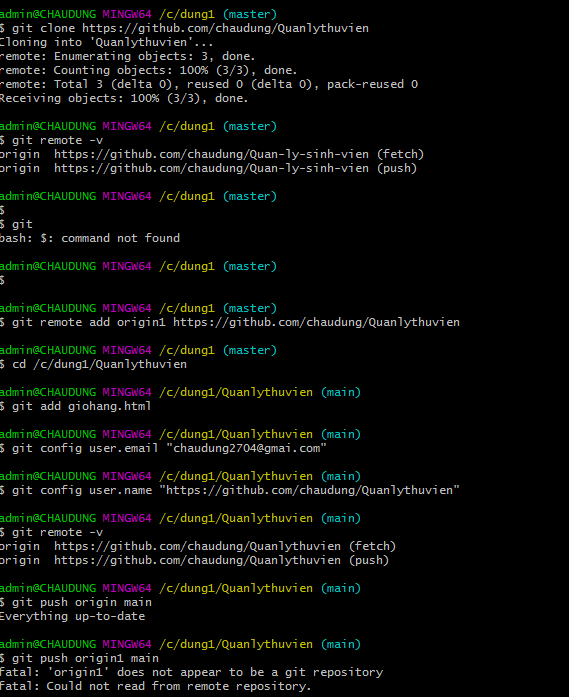 admin@CHAUDUNG MINGW64 /c/dung1 (master)
$ git clone https://github.com/chaudung/Quanlythuvien
Cloning into 'Quanlythuvien'...
remote: Enumerating objects: 3, done.
remote: Counting objects: 100% (3/3), done.
remote: Total 3 (delta 0), reused 0 (delta 0), pack-reused 0
Receiving objects: 100% (3/3), done.
admin@CHAUDUNG MINGW64 /c/dung1 (master)
$ git remote -v
origin  https://github.com/chaudung/Quan-ly-sinh-vien (fetch)
origin  https://github.com/chaudung/Quan-ly-sinh-vien (push)
admin@CHAUDUNG MINGW64 /c/dung1 (master)
$
$ git
bash: $: command not found
admin@CHAUDUNG MINGW64 /c/dung1 (master)
$
admin@CHAUDUNG MINGW64 /c/dung1 (master)
$ git remote add origin1 https://github.com/chaudung/Quanlythuvien
admin@CHAUDUNG MINGW64 /c/dung1 (master)
$ cd /c/dung1/Quanlythuvien
admin@CHAUDUNG MINGW64 /c/dung1/Quanlythuvien (main)
$ git add giohang.html
admin@CHAUDUNG MINGW64 /c/dung1/Quanlythuvien (main)
$ git config user.email "chaudung2704@gmai.com"
admin@CHAUDUNG MINGW64 /c/dung1/Quanlythuvien (main)
$ git config user.name "https://github.com/chaudung/Quanlythuvien"
admin@CHAUDUNG MINGW64 /c/dung1/Quanlythuvien (main)
$ git remote -v
origin  https://github.com/chaudung/Quanlythuvien (fetch)
origin  https://github.com/chaudung/Quanlythuvien (push)
admin@CHAUDUNG MINGW64 /c/dung1/Quanlythuvien (main)
$ git push origin main
Everything up-to-date
admin@CHAUDUNG MINGW64 /c/dung1/Quanlythuvien (main)
$ git push origin1 main
fatal: 'origin1' does not appear to be a git repository
fatal: Could not read from remote repository.